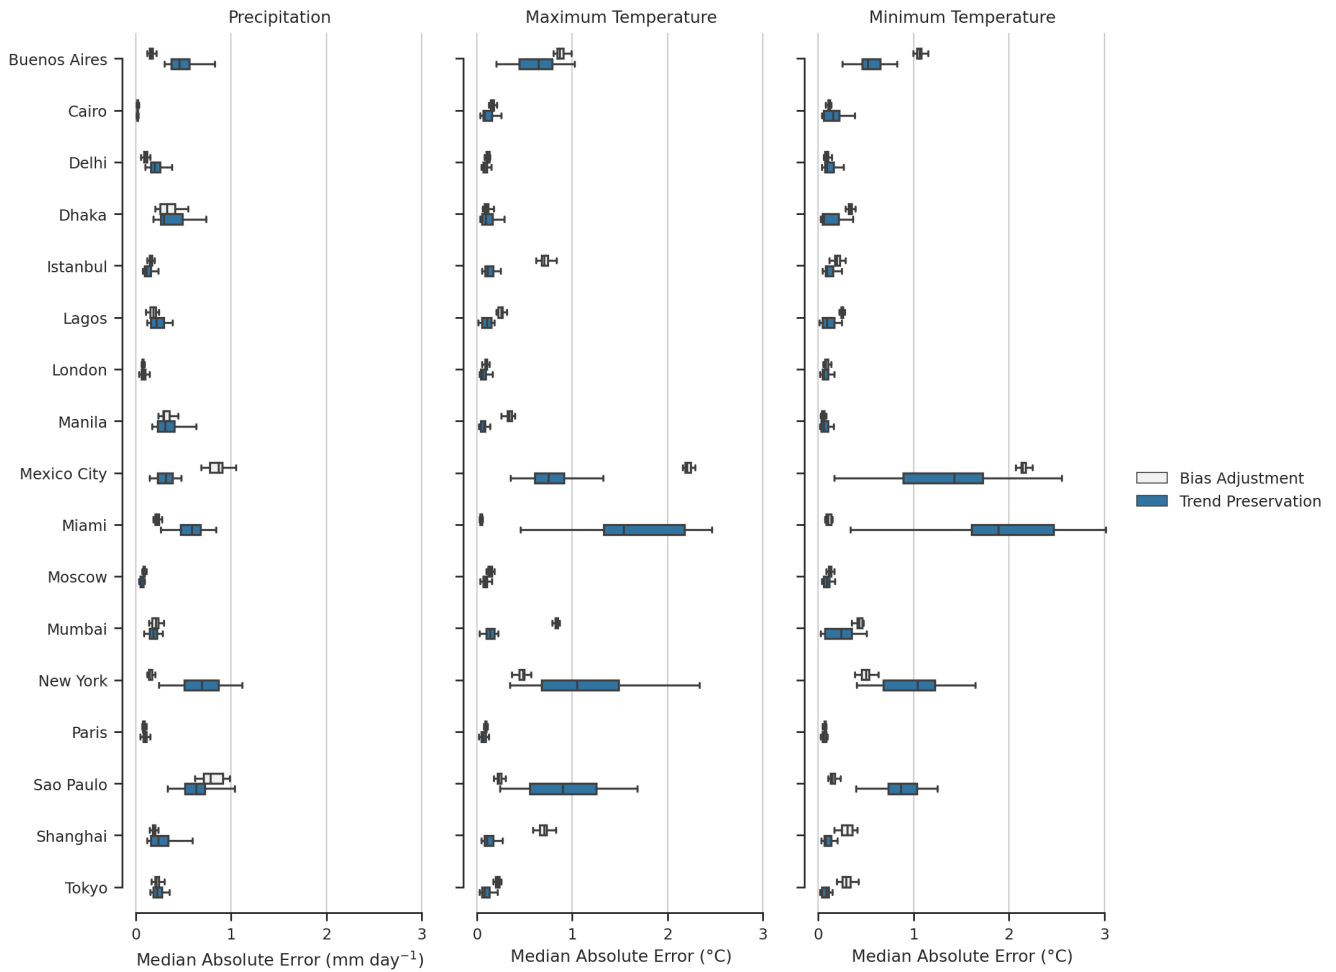 Precipitation
Maximum Temperature
Minimum Temperature
Buenos Aires
Cairo
Delhi
Dhaka
Istanbul
Lagos
London
Manila
Mexico City
Miami
Moscow
Mumbai
New York
Paris
Sao Paulo
Shanghai
Tokyo
0 1 2 3
0 1 2 3
0 1 2 3
Median Absolute Error (mm day⁻¹)
Median Absolute Error (°C)
Median Absolute Error (°C)
Bias Adjustment
Trend Preservation